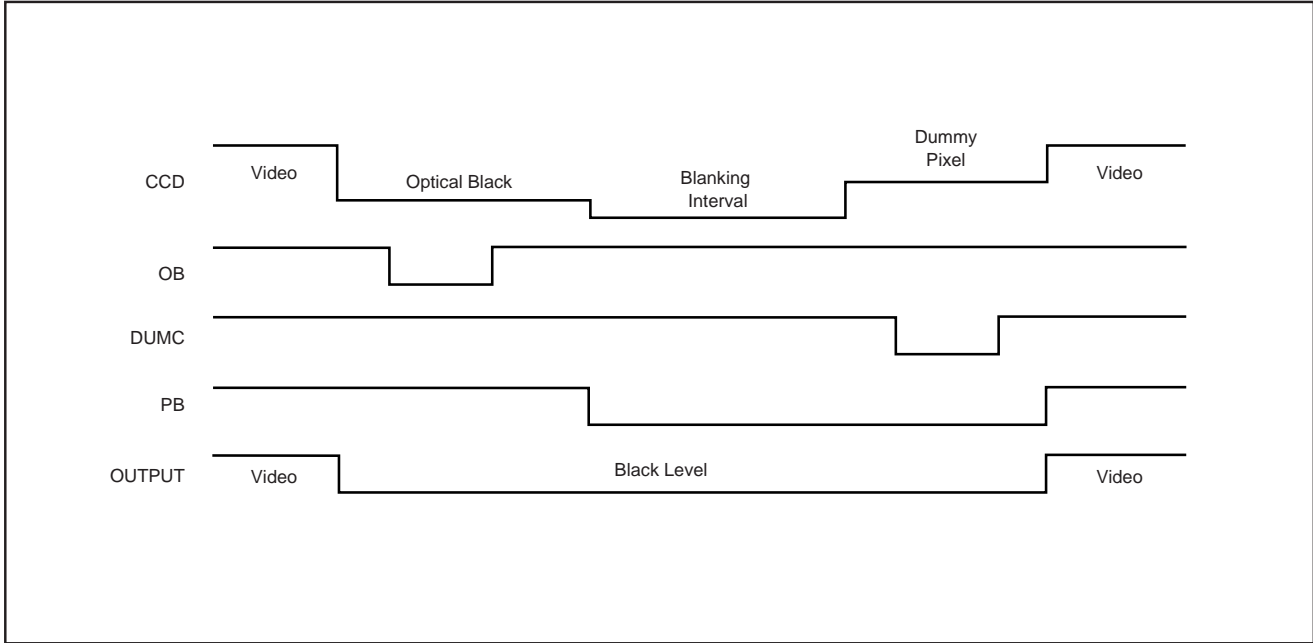 Dummy
Pixel
CCD
Video
Optical Black
Blanking
Interval
Video
OB
DUMC
PB
OUTPUT
Video
Black Level
Video